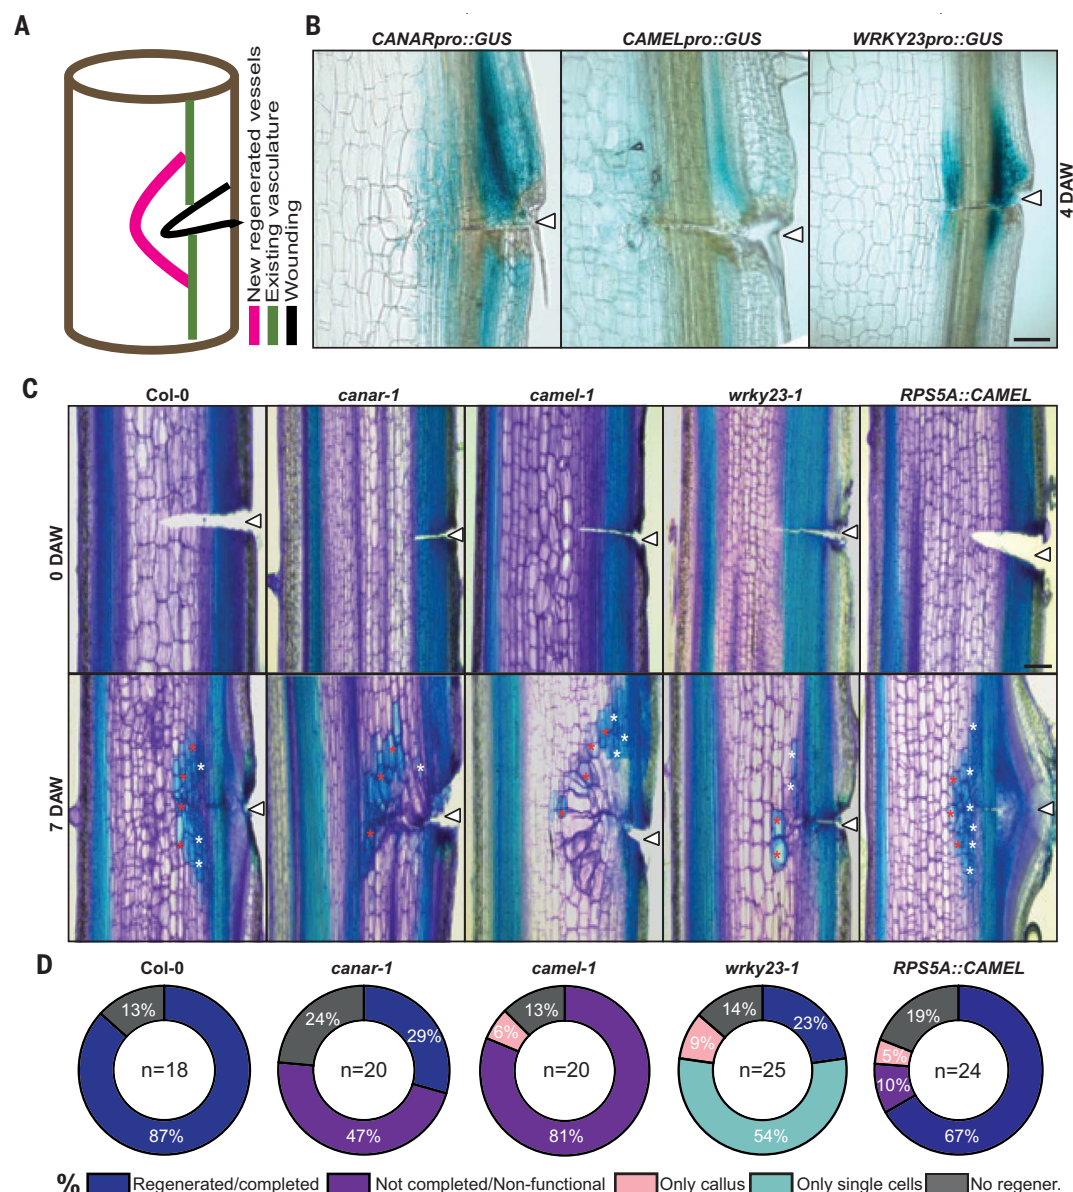 A
New regenerated vessels
Existing vasculature
Wounding
B
CANARpro::GUS
CAMELpro::GUS
WRKY23pro::GUS
4 DAW
C
Col-0
canar-1
camel-1
wrky23-1
RPS5A::CAMEL
0 DAW
7 DAW
D
Col-0
canar-1
camel-1
wrky23-1
RPS5A::CAMEL
13%
n=18
87%
24%
29%
n=20
47%
13%
6%
n=20
81%
14%
23%
9%
n=25
54%
19%
5%
10%
n=24
67%
% Regenerated/completed Not completed/Non-functional Only callus Only single cells No regener.